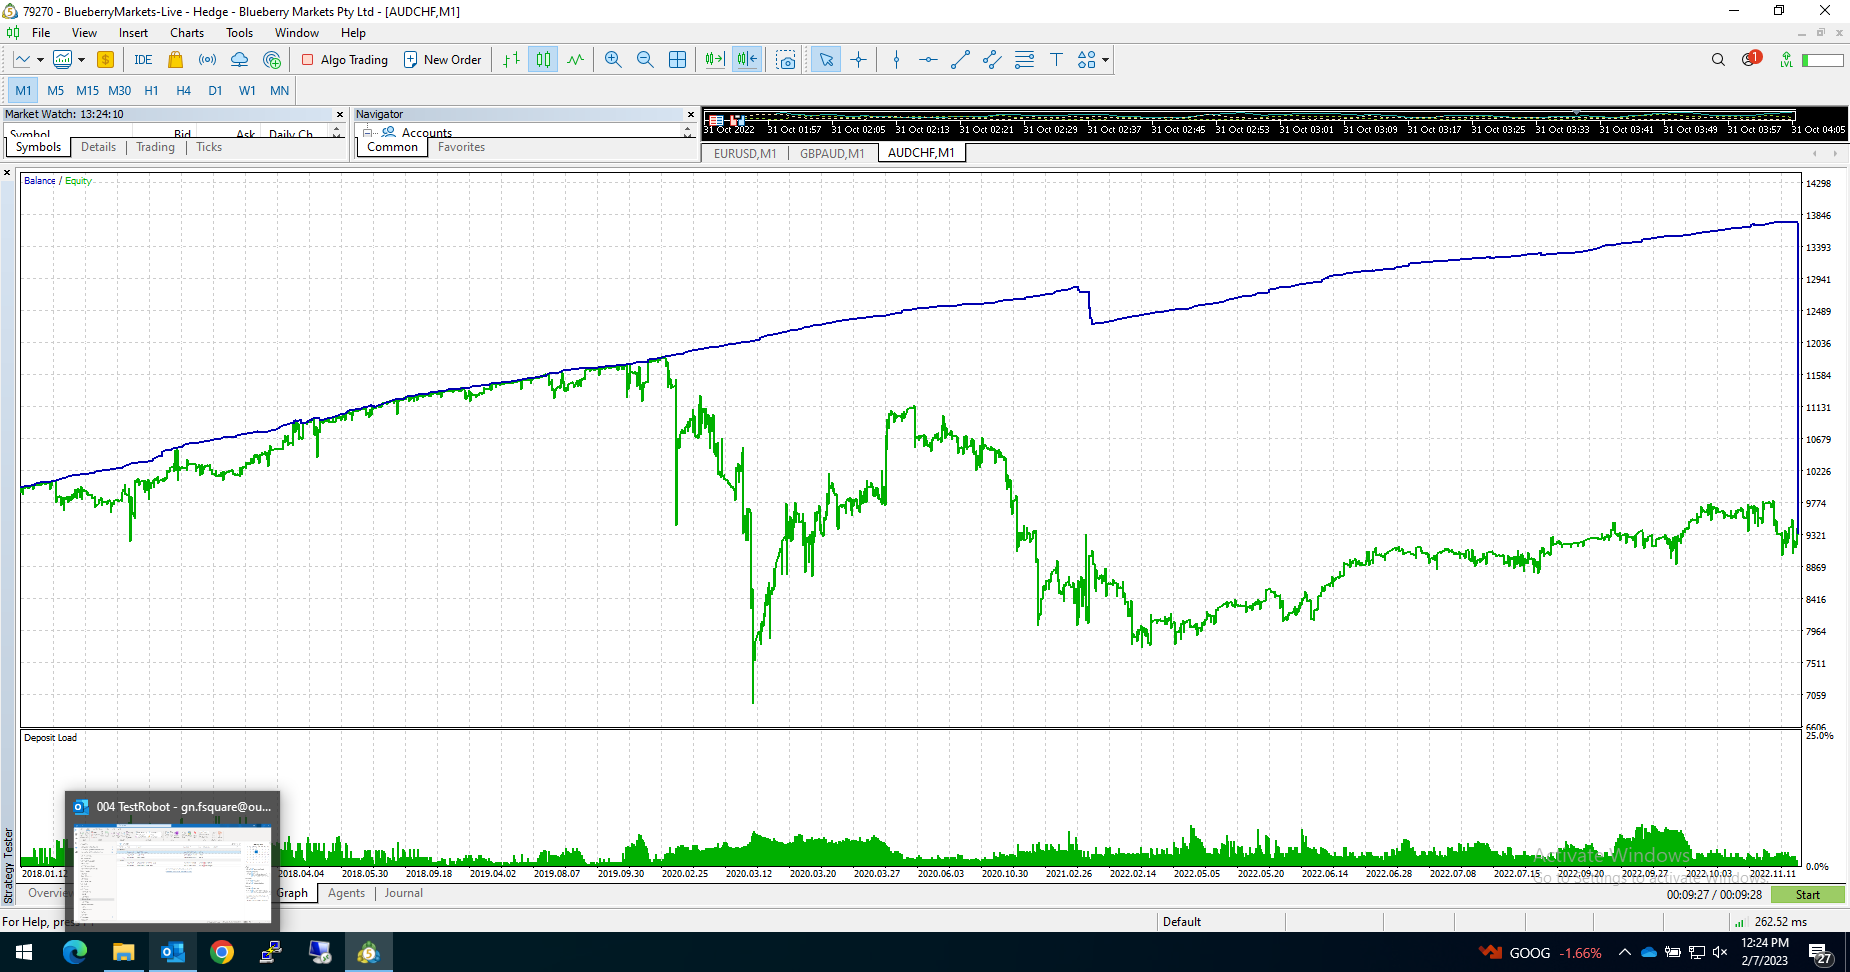 79270 - BlueberryMarkets-Live - Hedge - Blueberry Markets Pty Ltd - [AUDCHF,M1]
File View Insert Charts Tools Window Help
IDE Algo Trading New Order 1 LVL
M1 M5 M15 M30 H1 H4 D1 W1 MN
Market Watch: 13:24:10 Navigator
Symbol Bid Ask Daily Ch... Accounts
Symbols Details Trading Ticks Common Favorites
31 Oct 2022 31 Oct 01:57 31 Oct 02:05 31 Oct 02:13 31 Oct 02:21 31 Oct 02:29 31 Oct 02:37 31 Oct 02:45 31 Oct 02:53 31 Oct 03:01 31 Oct 03:09 31 Oct 03:17 31 Oct 03:25 31 Oct 03:33 31 Oct 03:41 31 Oct 03:49 31 Oct 03:57 31 Oct 04:05
EURUSD,M1 GBPAUD,M1 AUDCHF,M1
Balance / Equity
14298
13846
13393
12941
12489
12036
11584
11131
10679
10226
9774
9321
8869
8416
7964
7511
7059
6606
Deposit Load
25.0%
0.0%
004 TestRobot - gn.fsquare@ou...
2018.01.12 2018.04.04 2018.05.30 2018.09.18 2019.04.02 2019.08.07 2019.09.30 2020.02.25 2020.03.12 2020.03.20 2020.03.27 2020.06.03 2020.10.30 2021.02.26 2022.02.14 2022.05.05 2022.05.20 2022.06.14 2022.06.28 2022.07.08 2022.07.15 2022.09.20 2022.09.27 2022.10.03 2022.11.11
Activate Windows
Go to Settings to activate Windows.
Strategy Tester
Overview Graph Agents Journal
00:09:27 / 00:09:28 Start
For Help, press F1 Default 262.52 ms
GOOG -1.66% 12:24 PM
2/7/2023 27